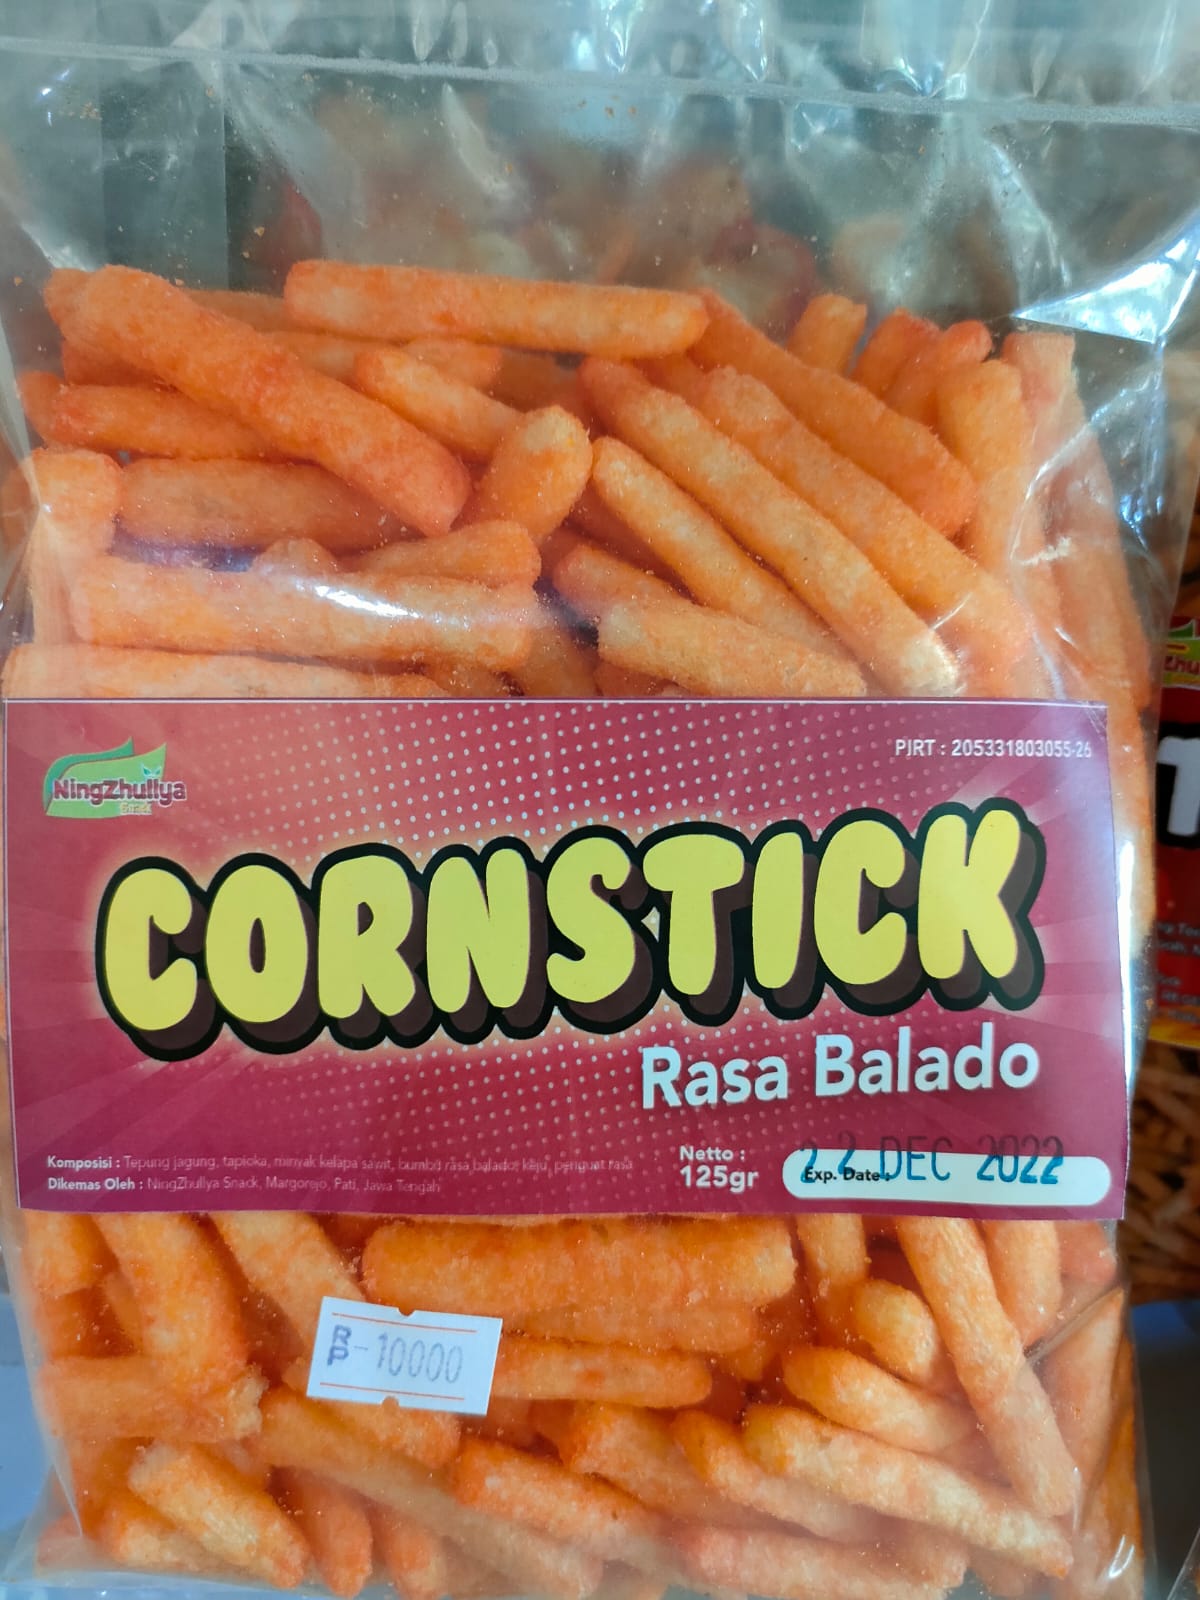 NingZhullya
Snack
PIRT : 205331803055-26
CORNSTICK
Rasa Balado
Komposisi : Tepung jagung, tapioka, minyak kelapa sawit, bumbu rasa balado, keju, penguat rasa
Dikemas Oleh : NingZhullya Snack, Margorejo, Pati, Jawa Tengah
Netto :
125gr
Exp. Date :
22 DEC 2022
RP -10000